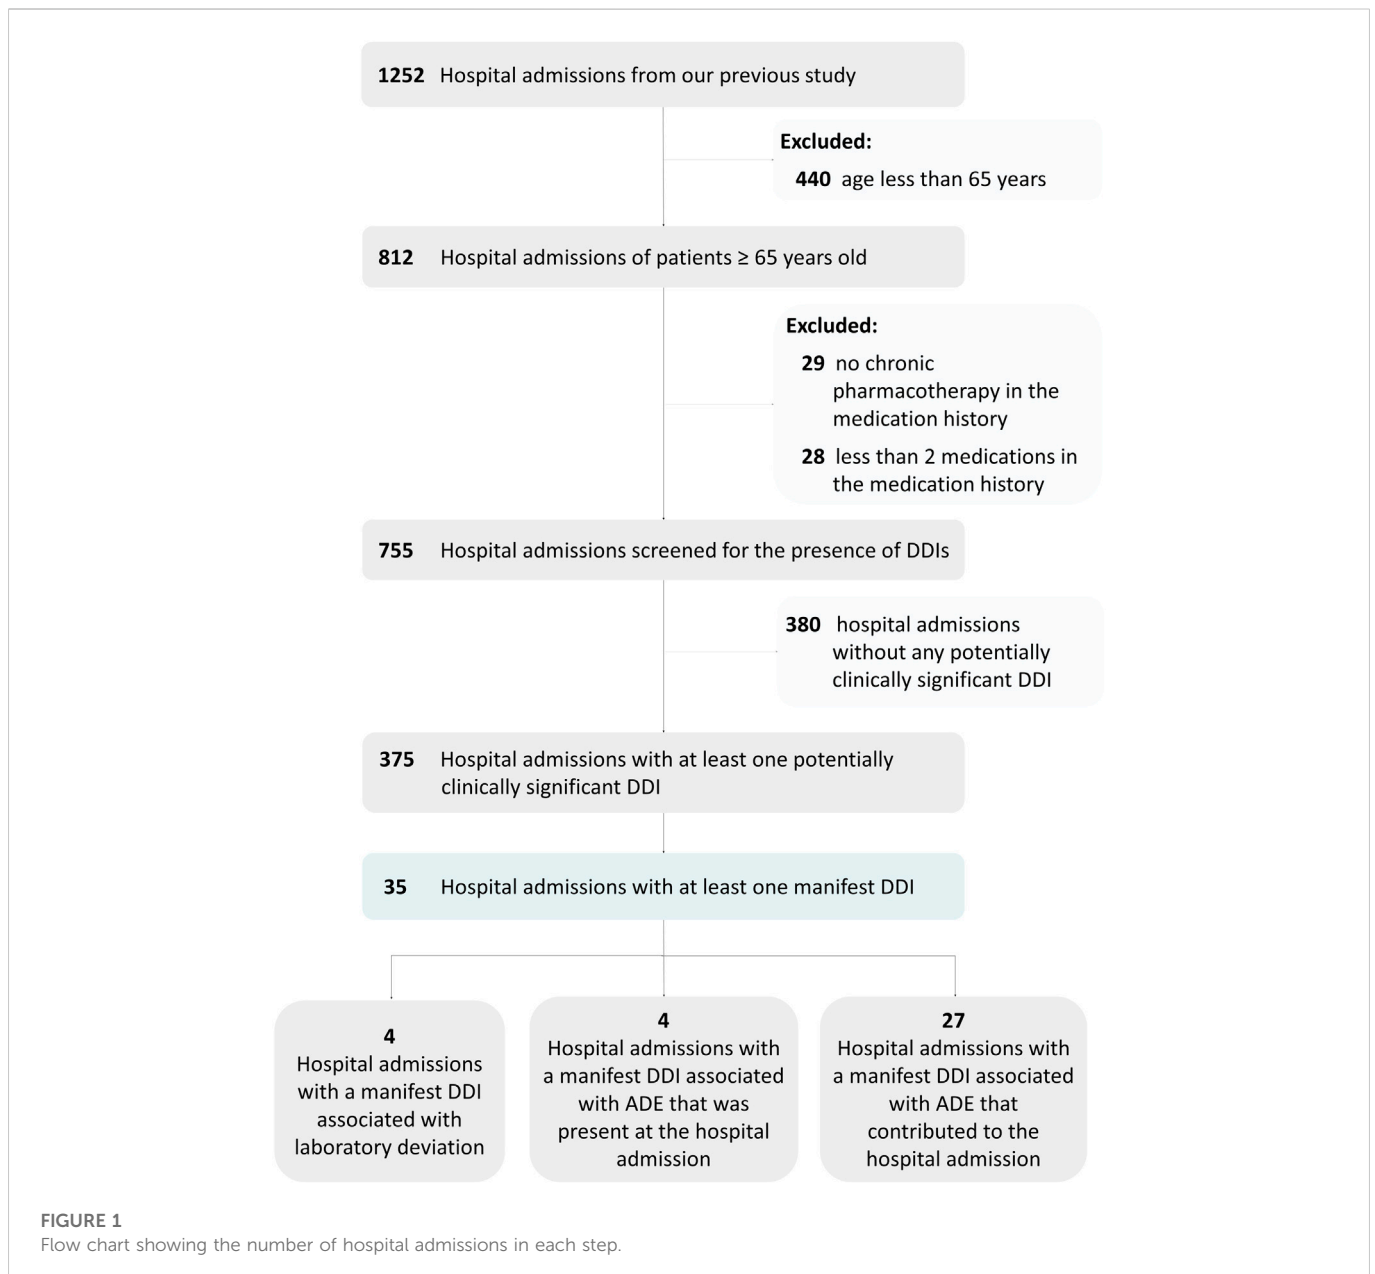 1252 Hospital admissions from our previous study
Excluded:
440 age less than 65 years
812 Hospital admissions of patients ≥ 65 years old
Excluded:
29 no chronic
pharmacotherapy in the
medication history
28 less than 2 medications in
the medication history
755 Hospital admissions screened for the presence of DDIs
380 hospital admissions
without any potentially
clinically significant DDI
375 Hospital admissions with at least one potentially
clinically significant DDI
35 Hospital admissions with at least one manifest DDI
4
Hospital admissions
with a manifest DDI
associated with
laboratory deviation
4
Hospital admissions with
a manifest DDI associated
with ADE that was
present at the hospital
admission
27
Hospital admissions with
a manifest DDI associated
with ADE that
contributed to the
hospital admission
FIGURE 1
Flow chart showing the number of hospital admissions in each step.